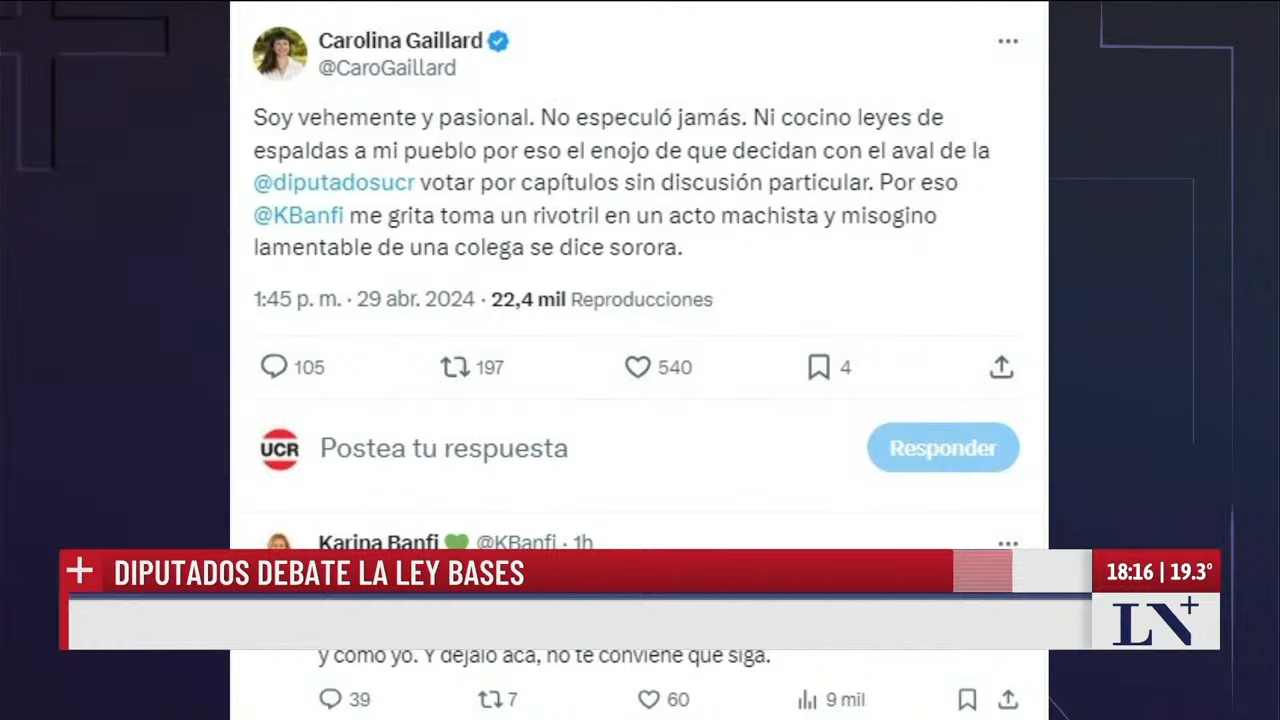 Carolina Gaillard
@CaroGaillard
Soy vehemente y pasional. No especuló jamás. Ni cocino leyes de
espaldas a mi pueblo por eso el enojo de que decidan con el aval de la
@diputadosucr votar por capítulos sin discusión particular. Por eso
@KBanfi me grita toma un rivotril en un acto machista y misogino
lamentable de una colega se dice sorora.
1:45 p. m. · 29 abr. 2024 · 22,4 mil Reproducciones
105 197 540 4
UCR Postea tu respuesta Responder
Karina Banfi 💚 @KBanfi · 1h
DIPUTADOS DEBATE LA LEY BASES
18:16 | 19.3°
LN+
y como yo. Y dejalo acá, no te conviene que siga.
39 7 60 9 mil